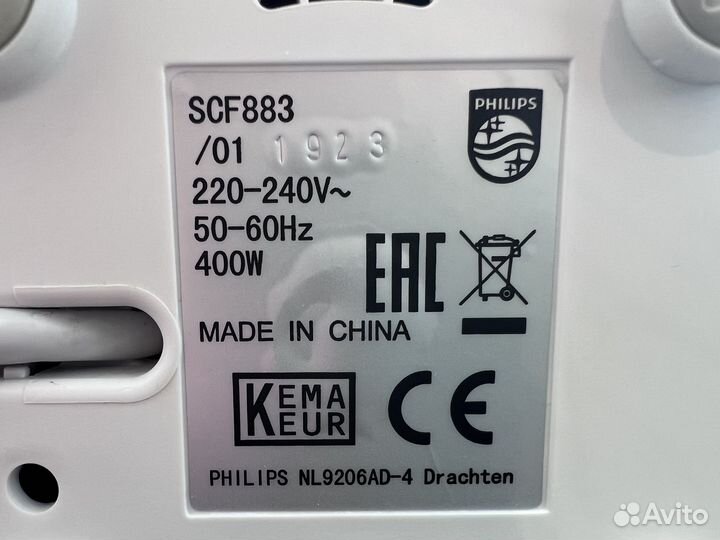 SCF883
/01 1923
PHILIPS
220-240V~
50-60Hz
400W
EAC
MADE IN CHINA
KEMA
KEUR
CE
PHILIPS NL9206AD-4 Drachten
Avito